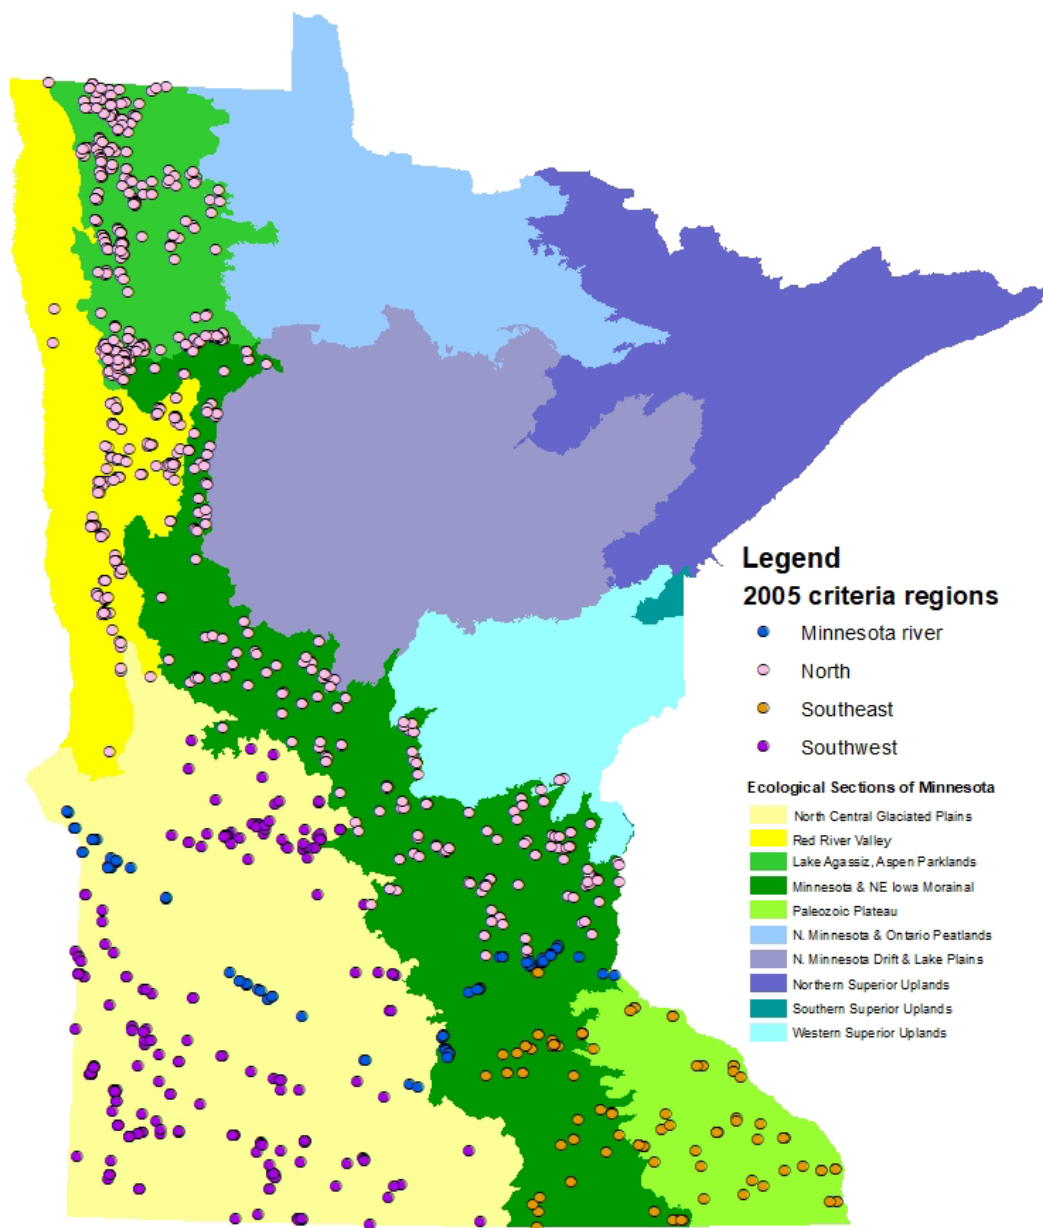 Legend
2005 criteria regions
Minnesota river
North
Southeast
Southwest
Ecological Sections of Minnesota
North Central Glaciated Plains
Red River Valley
Lake Agassiz, Aspen Parklands
Minnesota & NE Iowa Morainal
Paleozoic Plateau
N. Minnesota & Ontario Peatlands
N. Minnesota Drift & Lake Plains
Northern Superior Uplands
Southern Superior Uplands
Western Superior Uplands